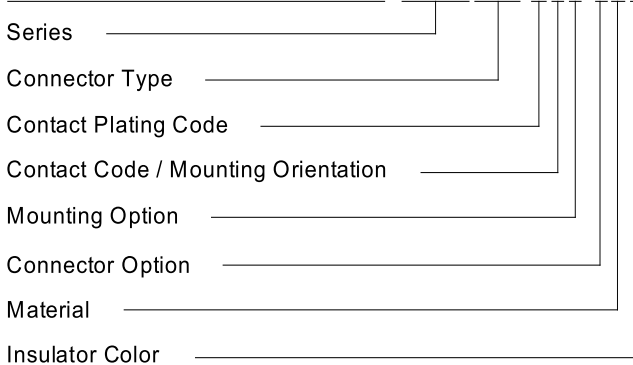 Series
Connector Type
Contact Plating Code
Contact Code / Mounting Orientation
Mounting Option
Connector Option
Material
Insulator Color